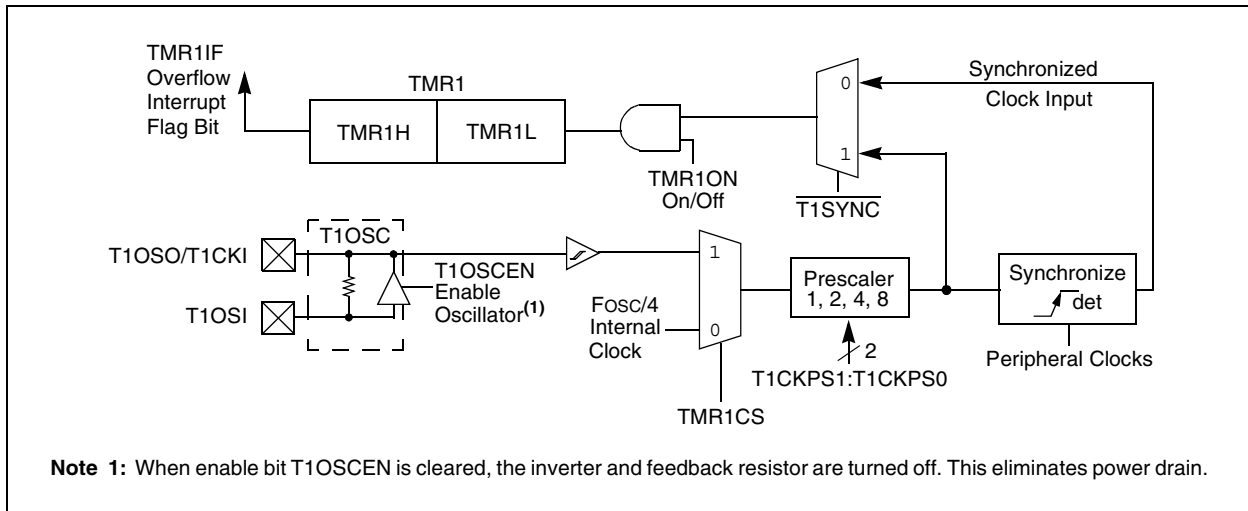 TMR1IF
Overflow
Interrupt
Flag Bit
TMR1
TMR1H
TMR1L
TMR1ON
On/Off
0
1
T1SYNC
Synchronized
Clock Input
T1OSO/T1CKI
T1OSC
T1OSI
T1OSCEN
Enable
Oscillator(1)
FOSC/4
Internal
Clock
1
0
TMR1CS
Prescaler
1, 2, 4, 8
2
T1CKPS1:T1CKPS0
Synchronize
det
Peripheral Clocks
Note 1: When enable bit T1OSCEN is cleared, the inverter and feedback resistor are turned off. This eliminates power drain.